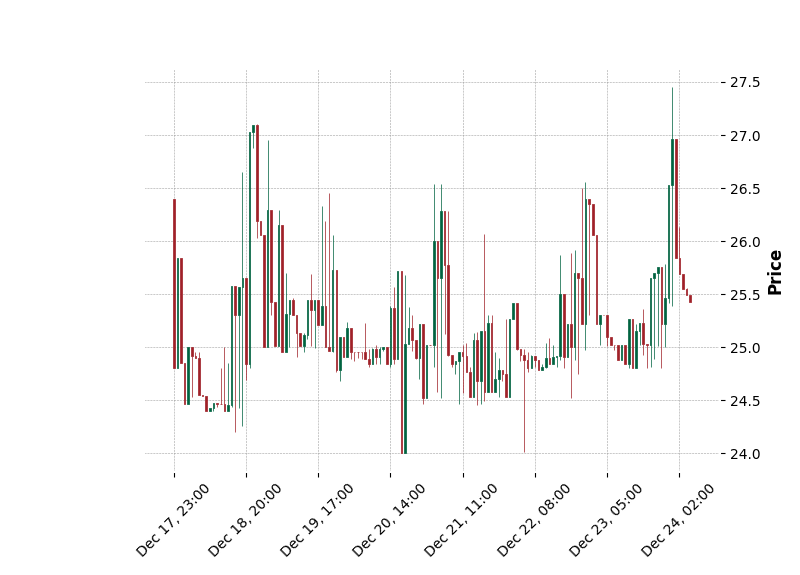 27.5
27.0
26.5
26.0
25.5
25.0
24.5
24.0
Price
Dec 17, 23:00
Dec 18, 20:00
Dec 19, 17:00
Dec 20, 14:00
Dec 21, 11:00
Dec 22, 08:00
Dec 23, 05:00
Dec 24, 02:00